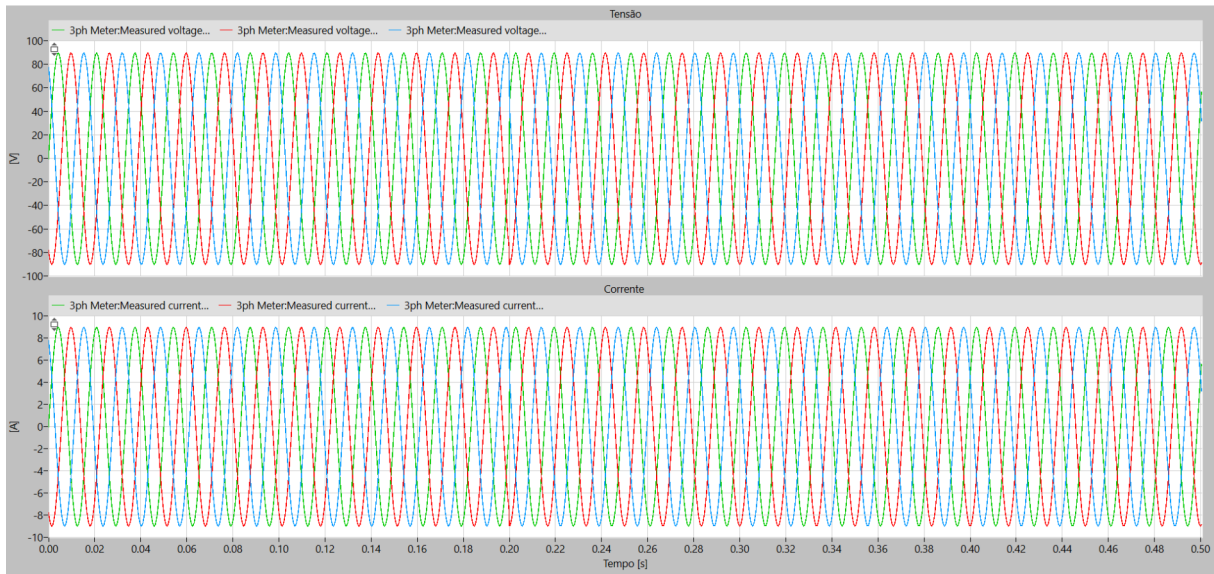 Tensão
3ph Meter:Measured voltage... 3ph Meter:Measured voltage... 3ph Meter:Measured voltage...
100
80
60
40
20
0
-20
-40
-60
-80
-100
[V]
Corrente
3ph Meter:Measured current... 3ph Meter:Measured current... 3ph Meter:Measured current...
10
8
6
4
2
0
-2
-4
-6
-8
-10
[A]
0.00 0.02 0.04 0.06 0.08 0.10 0.12 0.14 0.16 0.18 0.20 0.22 0.24 0.26 0.28 0.30 0.32 0.34 0.36 0.38 0.40 0.42 0.44 0.46 0.48 0.50
Tempo [s]